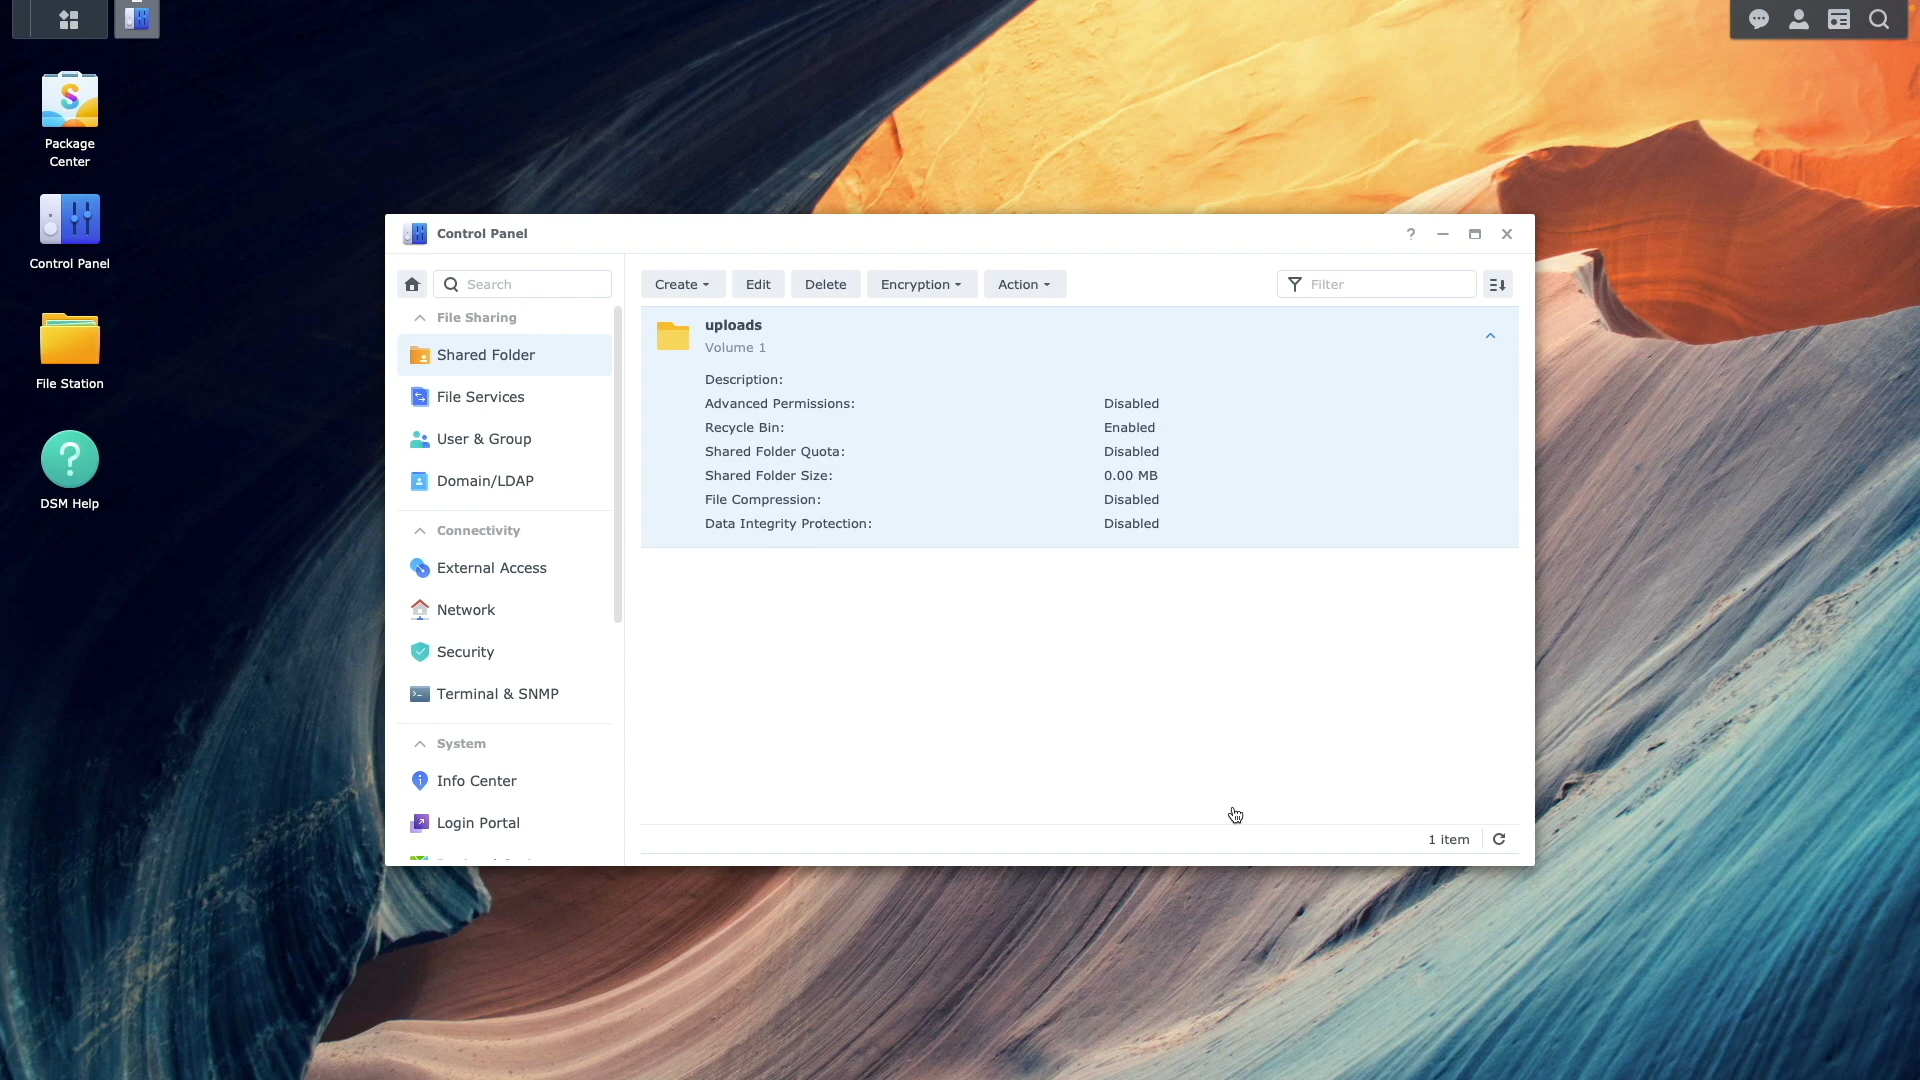 Package
Center
Control Panel
File Station
DSM Help
Control Panel
Search
File Sharing
Shared Folder
File Services
User & Group
Domain/LDAP
Connectivity
External Access
Network
Security
Terminal & SNMP
System
Info Center
Login Portal
Create
Edit
Delete
Encryption
Action
Filter
uploads
Volume 1
Description:
Advanced Permissions: Disabled
Recycle Bin: Enabled
Shared Folder Quota: Disabled
Shared Folder Size: 0.00 MB
File Compression: Disabled
Data Integrity Protection: Disabled
1 item